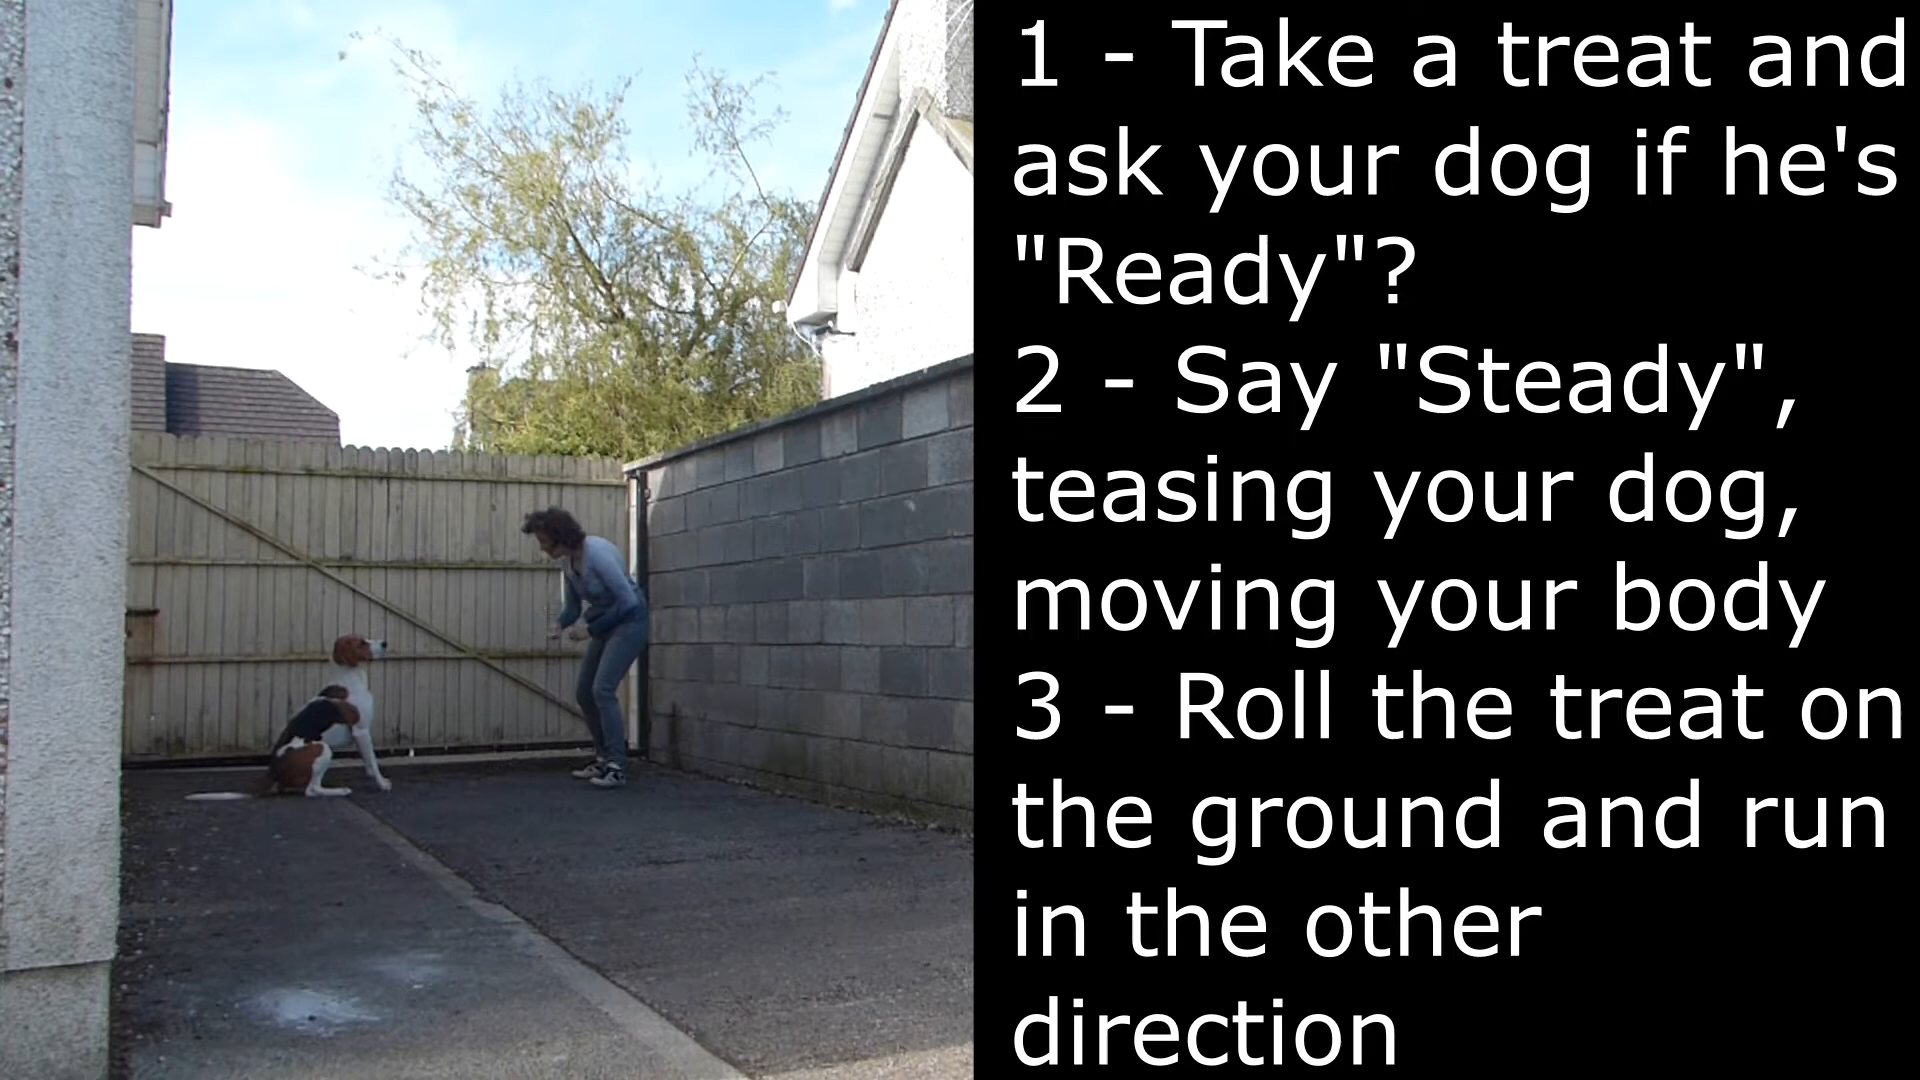 1 - Take a treat and
ask your dog if he's
"Ready"?
2 - Say "Steady",
teasing your dog,
moving your body
3 - Roll the treat on
the ground and run
in the other
direction